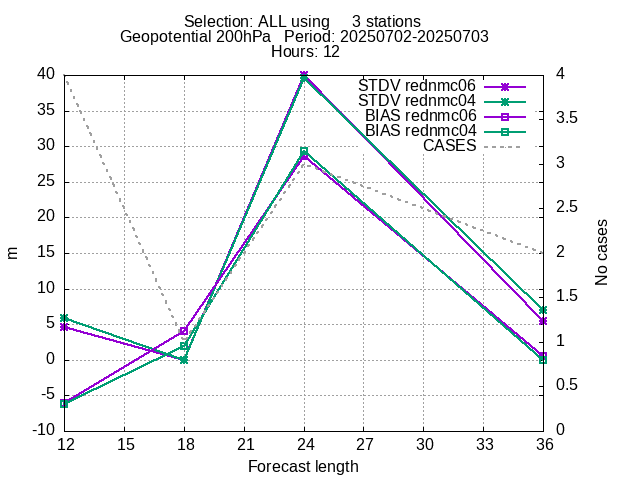 Selection: ALL using     3 stations
Geopotential 200hPa   Period: 20250702-20250703
Hours: 12
STDV rednmc06
STDV rednmc04
BIAS rednmc06
BIAS rednmc04
CASES
40
35
30
25
20
15
10
5
0
-5
-10
m
4
3.5
3
2.5
2
1.5
1
0.5
0
No cases
12 15 18 21 24 27 30 33 36
Forecast length